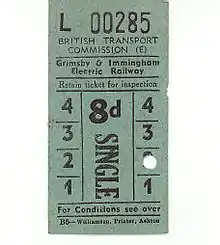 L 00285
BRITISH TRANSPORT
COMMISSION (E)
Grimsby & Immingham
Electric Railway
Retain ticket for inspection
4 8d 4
3 SINGLE 3
2 2
1 1
For Conditions see over
B5—Williamson, Printer, Ashton